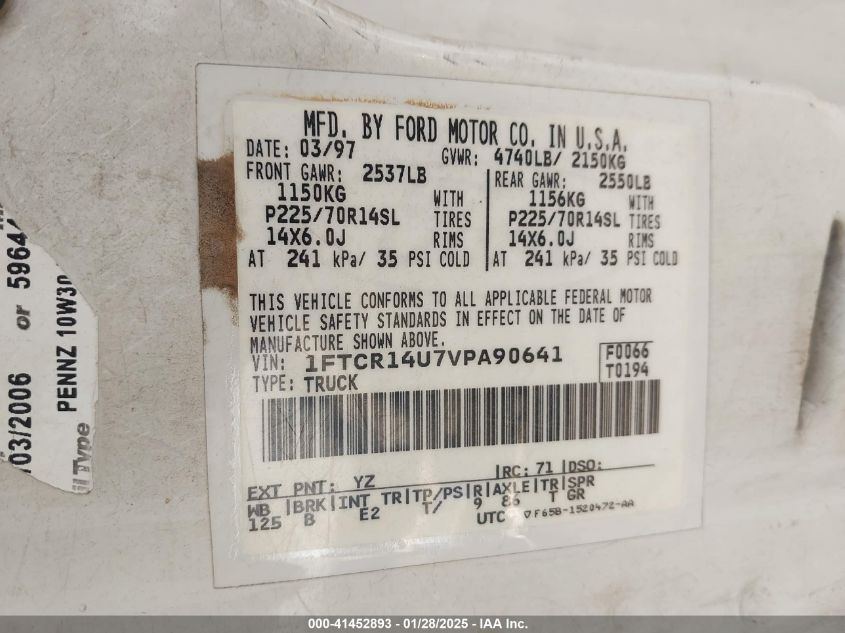 MFD. BY FORD MOTOR CO. IN U.S.A.
DATE: 03/97 GVWR: 4740LB/ 2150KG
FRONT GAWR: 2537LB REAR GAWR: 2550LB
1150KG WITH 1156KG WITH
P225/70R14SL TIRES P225/70R14SL TIRES
14X6.0J RIMS 14X6.0J RIMS
AT 241 kPa/ 35 PSI COLD AT 241 kPa/ 35 PSI COLD
THIS VEHICLE CONFORMS TO ALL APPLICABLE FEDERAL MOTOR
VEHICLE SAFETY STANDARDS IN EFFECT ON THE DATE OF
MANUFACTURE SHOWN ABOVE.
VIN: 1FTCR14U7VPA90641 F0066
TYPE: TRUCK T0194
EXT PNT: YZ RC: 71 DSO:
WB BRK INT TR TP/PS R AXLE TR SPR
125 B E2 T/ 9 86 T GR
UTC ▽F65B-1520472-AA
03/2006 or 5964
il Type PENNZ 10W30
000-41452893 - 01/28/2025 - IAA Inc.